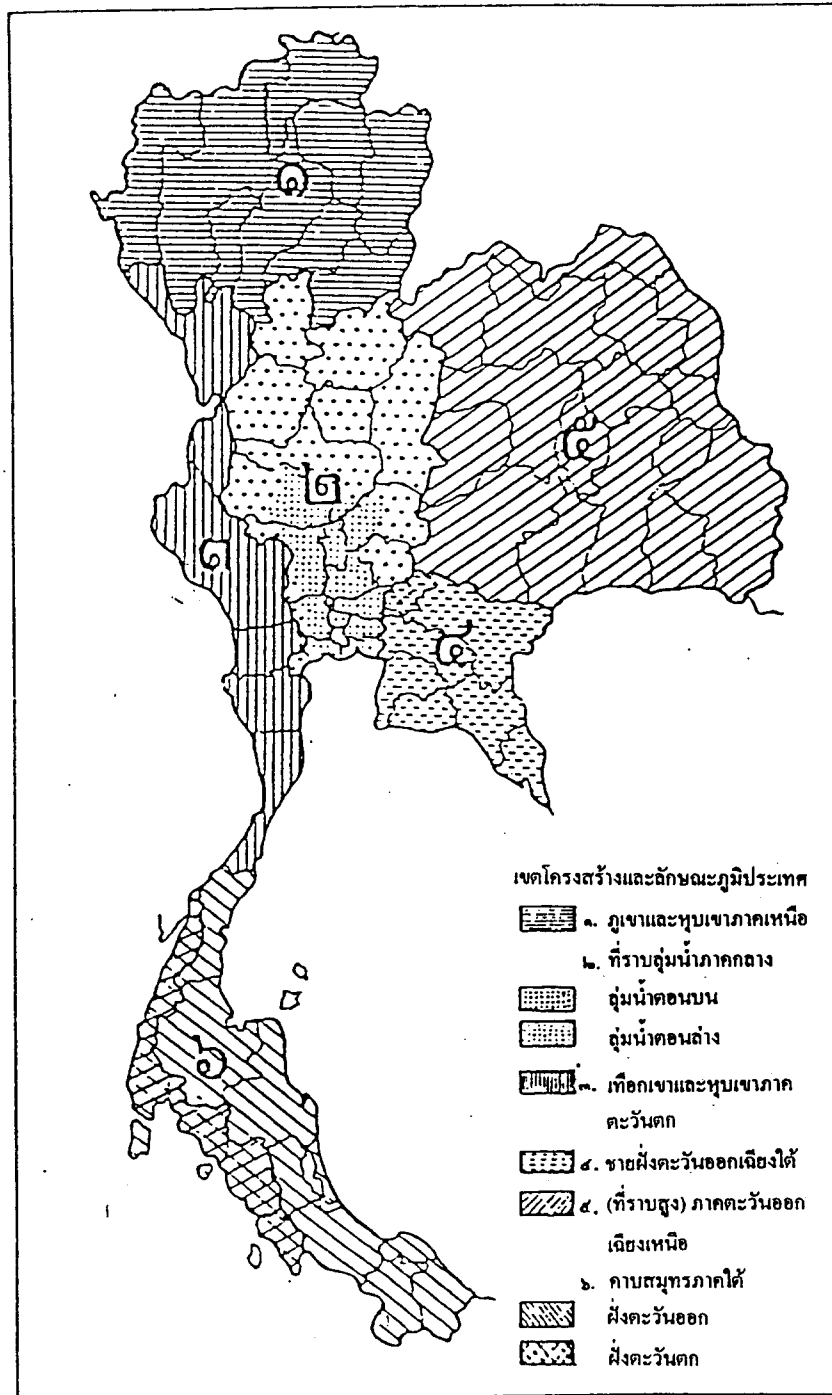 ๑
๕
๒
๓
๔
๖
เขตโครงสร้างและลักษณะภูมิประเทศ
๑. ภูเขาและหุบเขาภาคเหนือ
๒. ที่ราบลุ่มน้ำภาคกลาง
ลุ่มน้ำตอนบน
ลุ่มน้ำตอนล่าง
๓. เทือกเขาและหุบเขาภาค
ตะวันตก
๔. ชายฝั่งตะวันออกเฉียงใต้
๕. (ที่ราบสูง) ภาคตะวันออก
เฉียงเหนือ
๖. คาบสมุทรภาคใต้
ฝั่งตะวันออก
ฝั่งตะวันตก